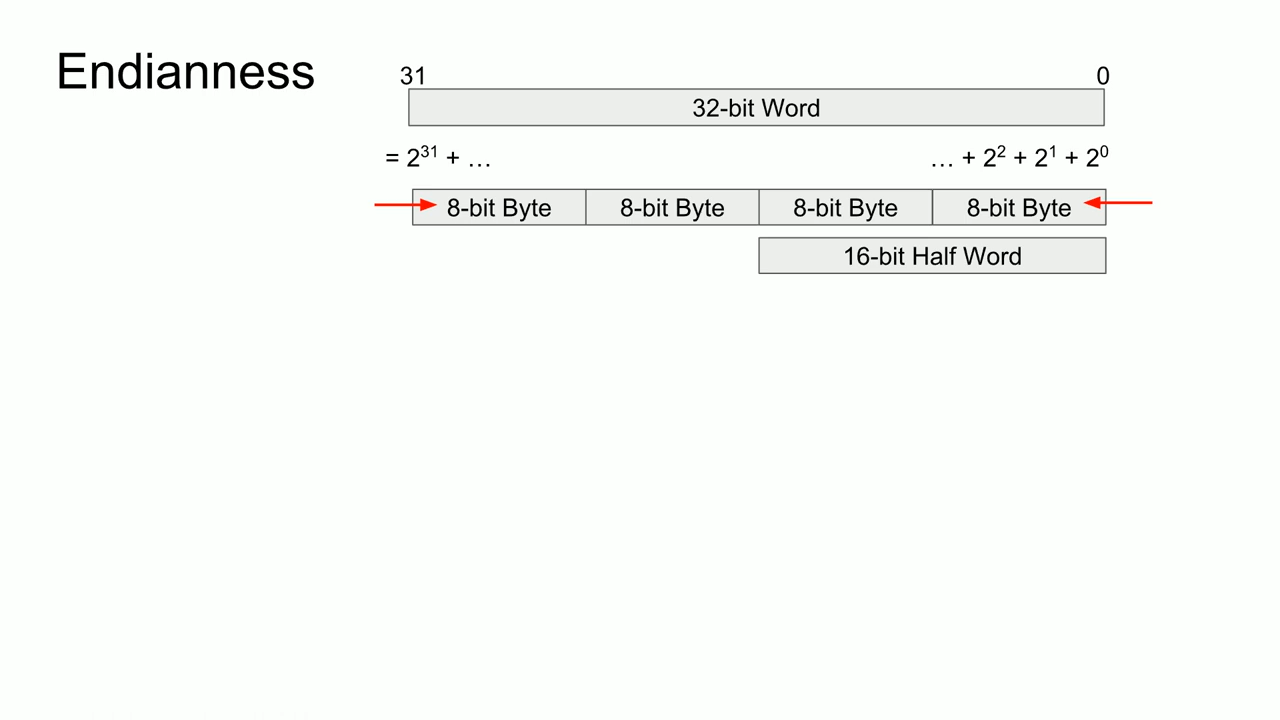 Endianness
31 0
32-bit Word
= 2³¹ + … … + 2² + 2¹ + 2⁰
8-bit Byte 8-bit Byte 8-bit Byte 8-bit Byte
16-bit Half Word